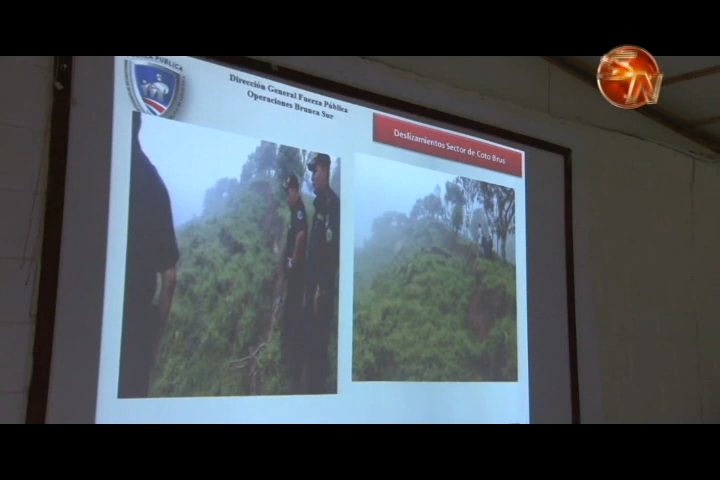 Dirección General Fuerza Pública
Operaciones Brunca Sur
Deslizamientos Sector de Coto Brus